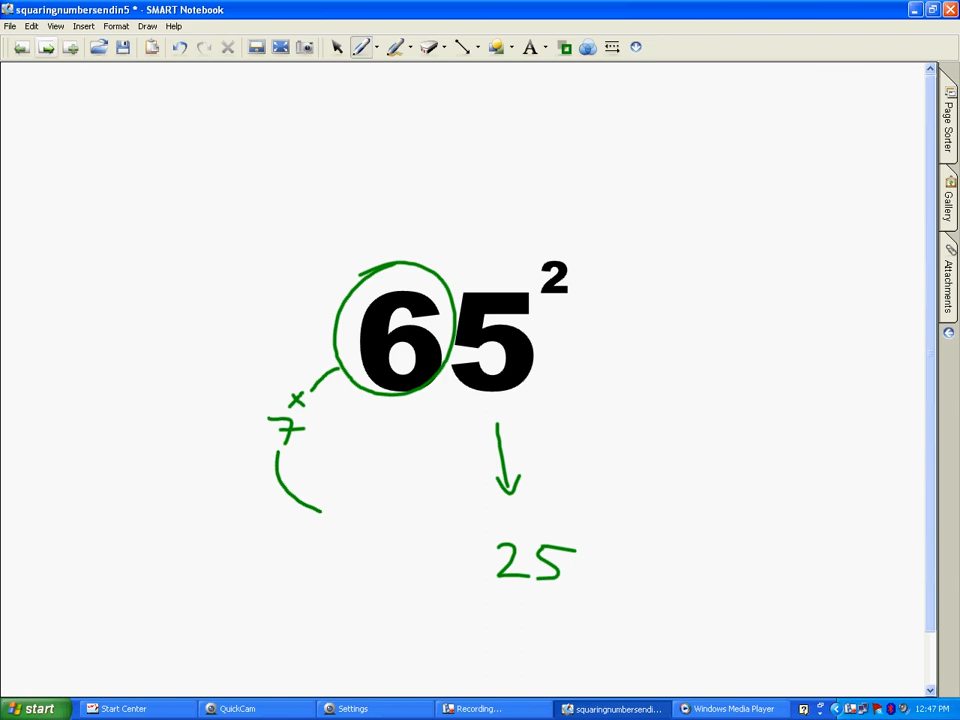 squaringnumbersendin5 * - SMART Notebook
File Edit View Insert Format Draw Help
65²
x
7
25
Page Sorter
Gallery
Attachments
start Start Center QuickCam Settings Recording... squaringnumbersendi... Windows Media Player 12:47 PM